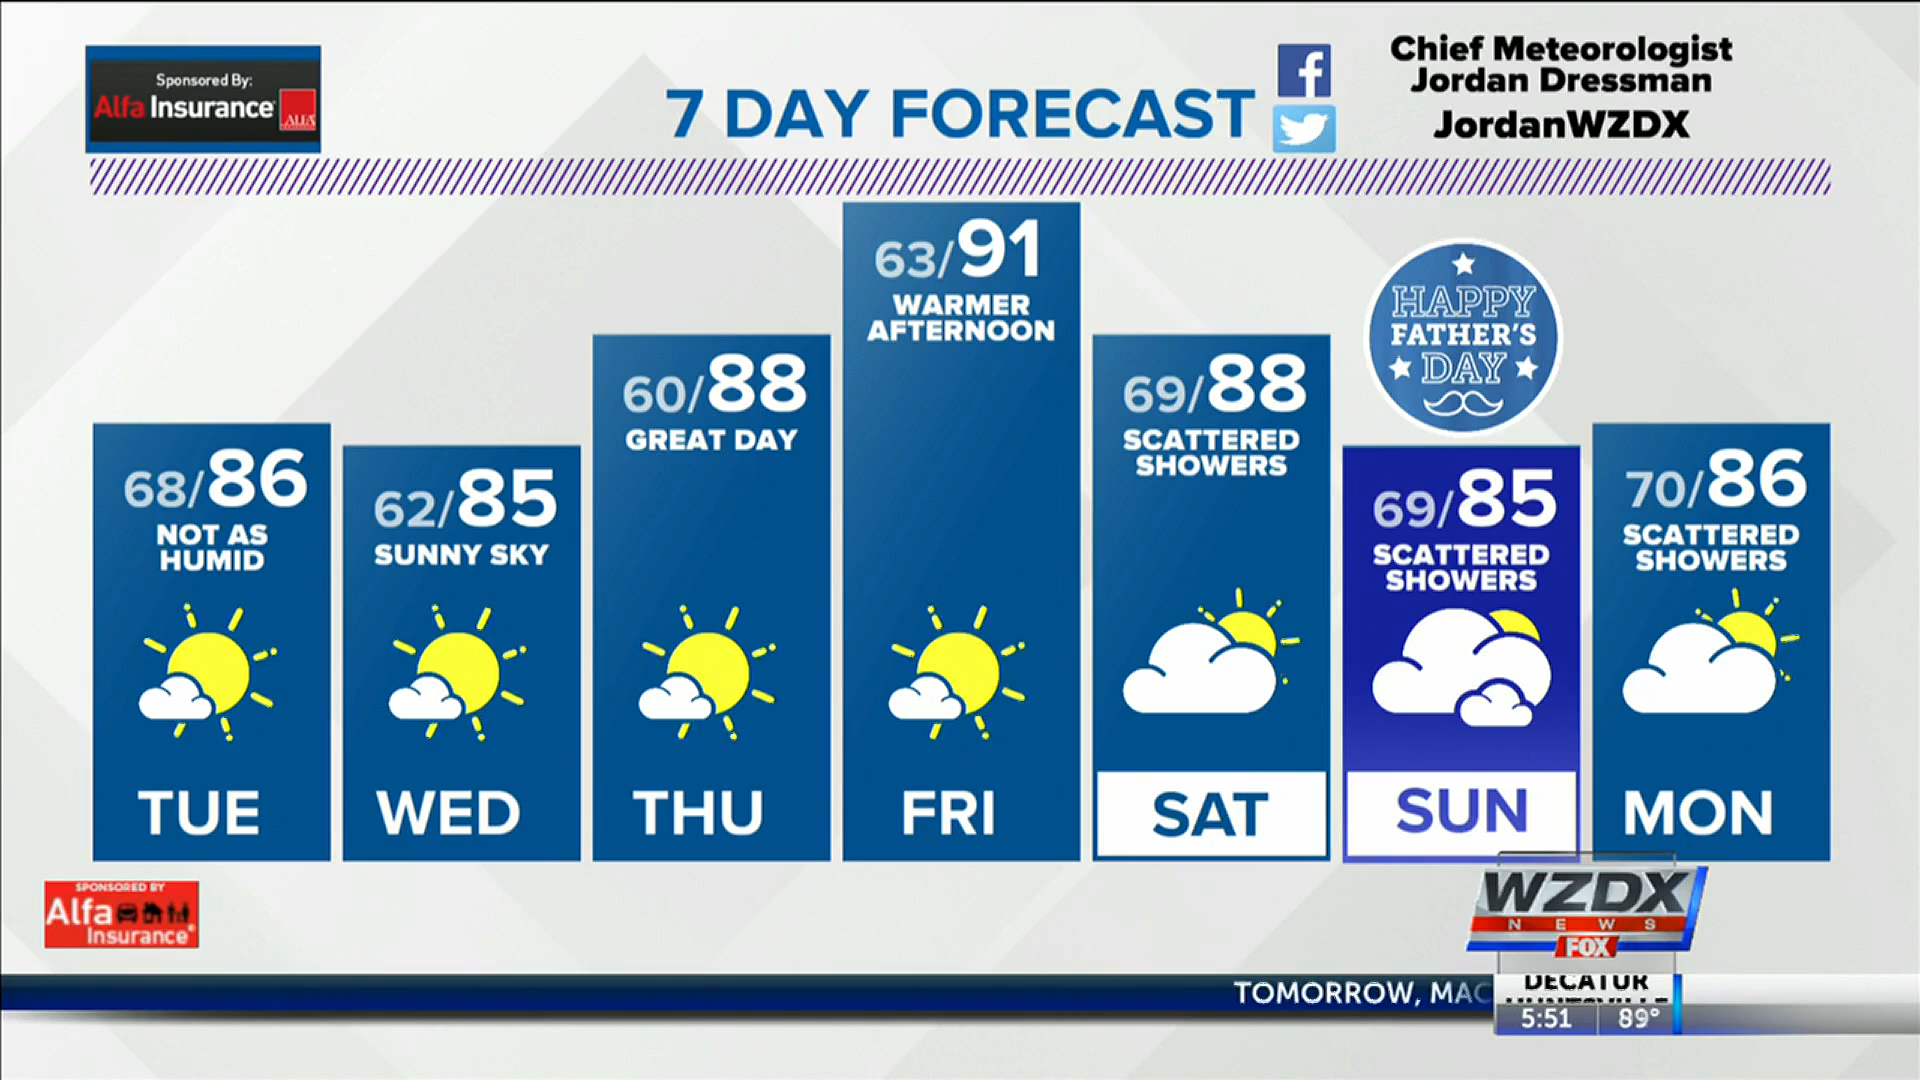 Sponsored By:
Alfa Insurance
ALFA
7 DAY FORECAST
Chief Meteorologist
Jordan Dressman
JordanWZDX
68/86
NOT AS
HUMID
TUE
62/85
SUNNY SKY
WED
60/88
GREAT DAY
THU
63/91
WARMER
AFTERNOON
FRI
69/88
SCATTERED
SHOWERS
SAT
HAPPY
FATHER'S
DAY
69/85
SCATTERED
SHOWERS
SUN
70/86
SCATTERED
SHOWERS
MON
SPONSORED BY
Alfa
Insurance®
WZDX
NEWS
FOX
TOMORROW, MAC
DECATUR
5:51 89°